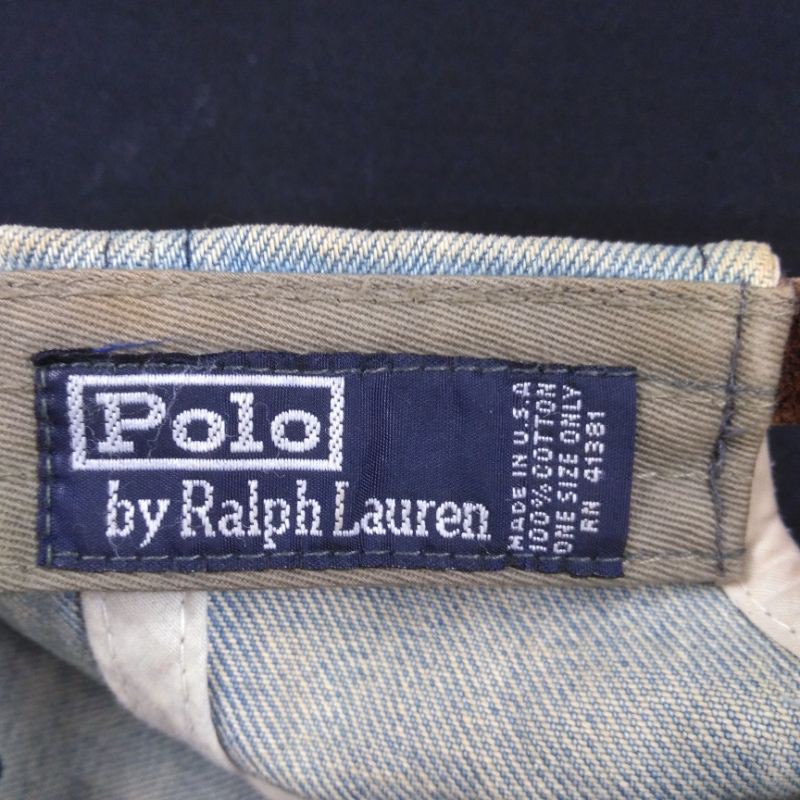 Polo
by Ralph Lauren
MADE IN U.S.A
100% COTTON
ONE SIZE ONLY
RN 41381